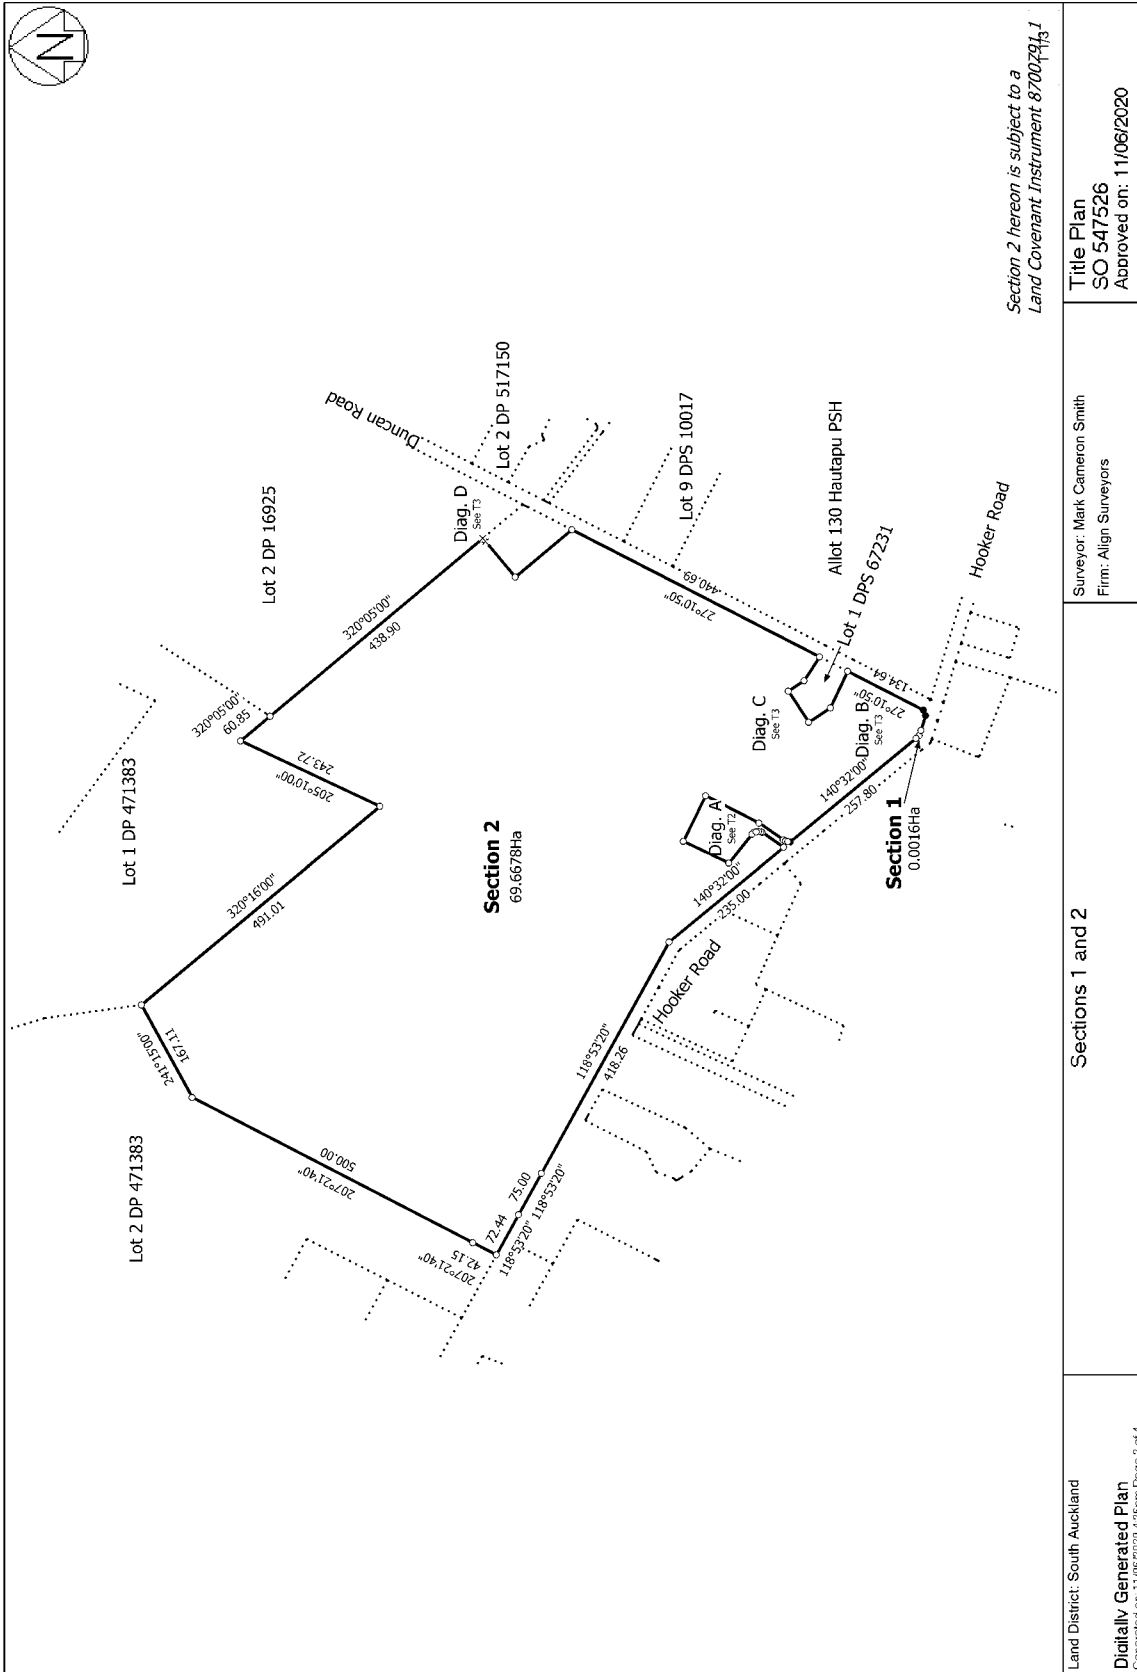 N
Lot 2 DP 471383
Lot 1 DP 471383
Lot 2 DP 16925
Duncan Road
Lot 2 DP 517150
Lot 9 DPS 10017
Allot 130 Hautapu PSH
Lot 1 DPS 67231
Hooker Road
Hooker Road
241°15'00"
167.11
320°16'00"
491.01
205°10'00"
243.72
320°05'00"
60.85
320°05'00"
438.90
Diag. D
See T3
440.69
27°10'50"
Diag. C
See T3
134.64
27°10'50"
Diag. B
See T3
140°32'00"
257.80
Diag. A
See T2
140°32'00"
235.00
118°53'20"
418.26
75.00
118°53'20"
72.44
118°53'20"
42.15
207°21'40"
500.00
207°21'40"
Section 2
69.6678Ha
Section 1
0.0016Ha
Section 2 hereon is subject to a
Land Covenant Instrument 8700791.1
T1/3
Land District: South Auckland
Digitally Generated Plan
Sections 1 and 2
Surveyor: Mark Cameron Smith
Firm: Align Surveyors
Title Plan
SO 547526
Approved on: 11/06/2020